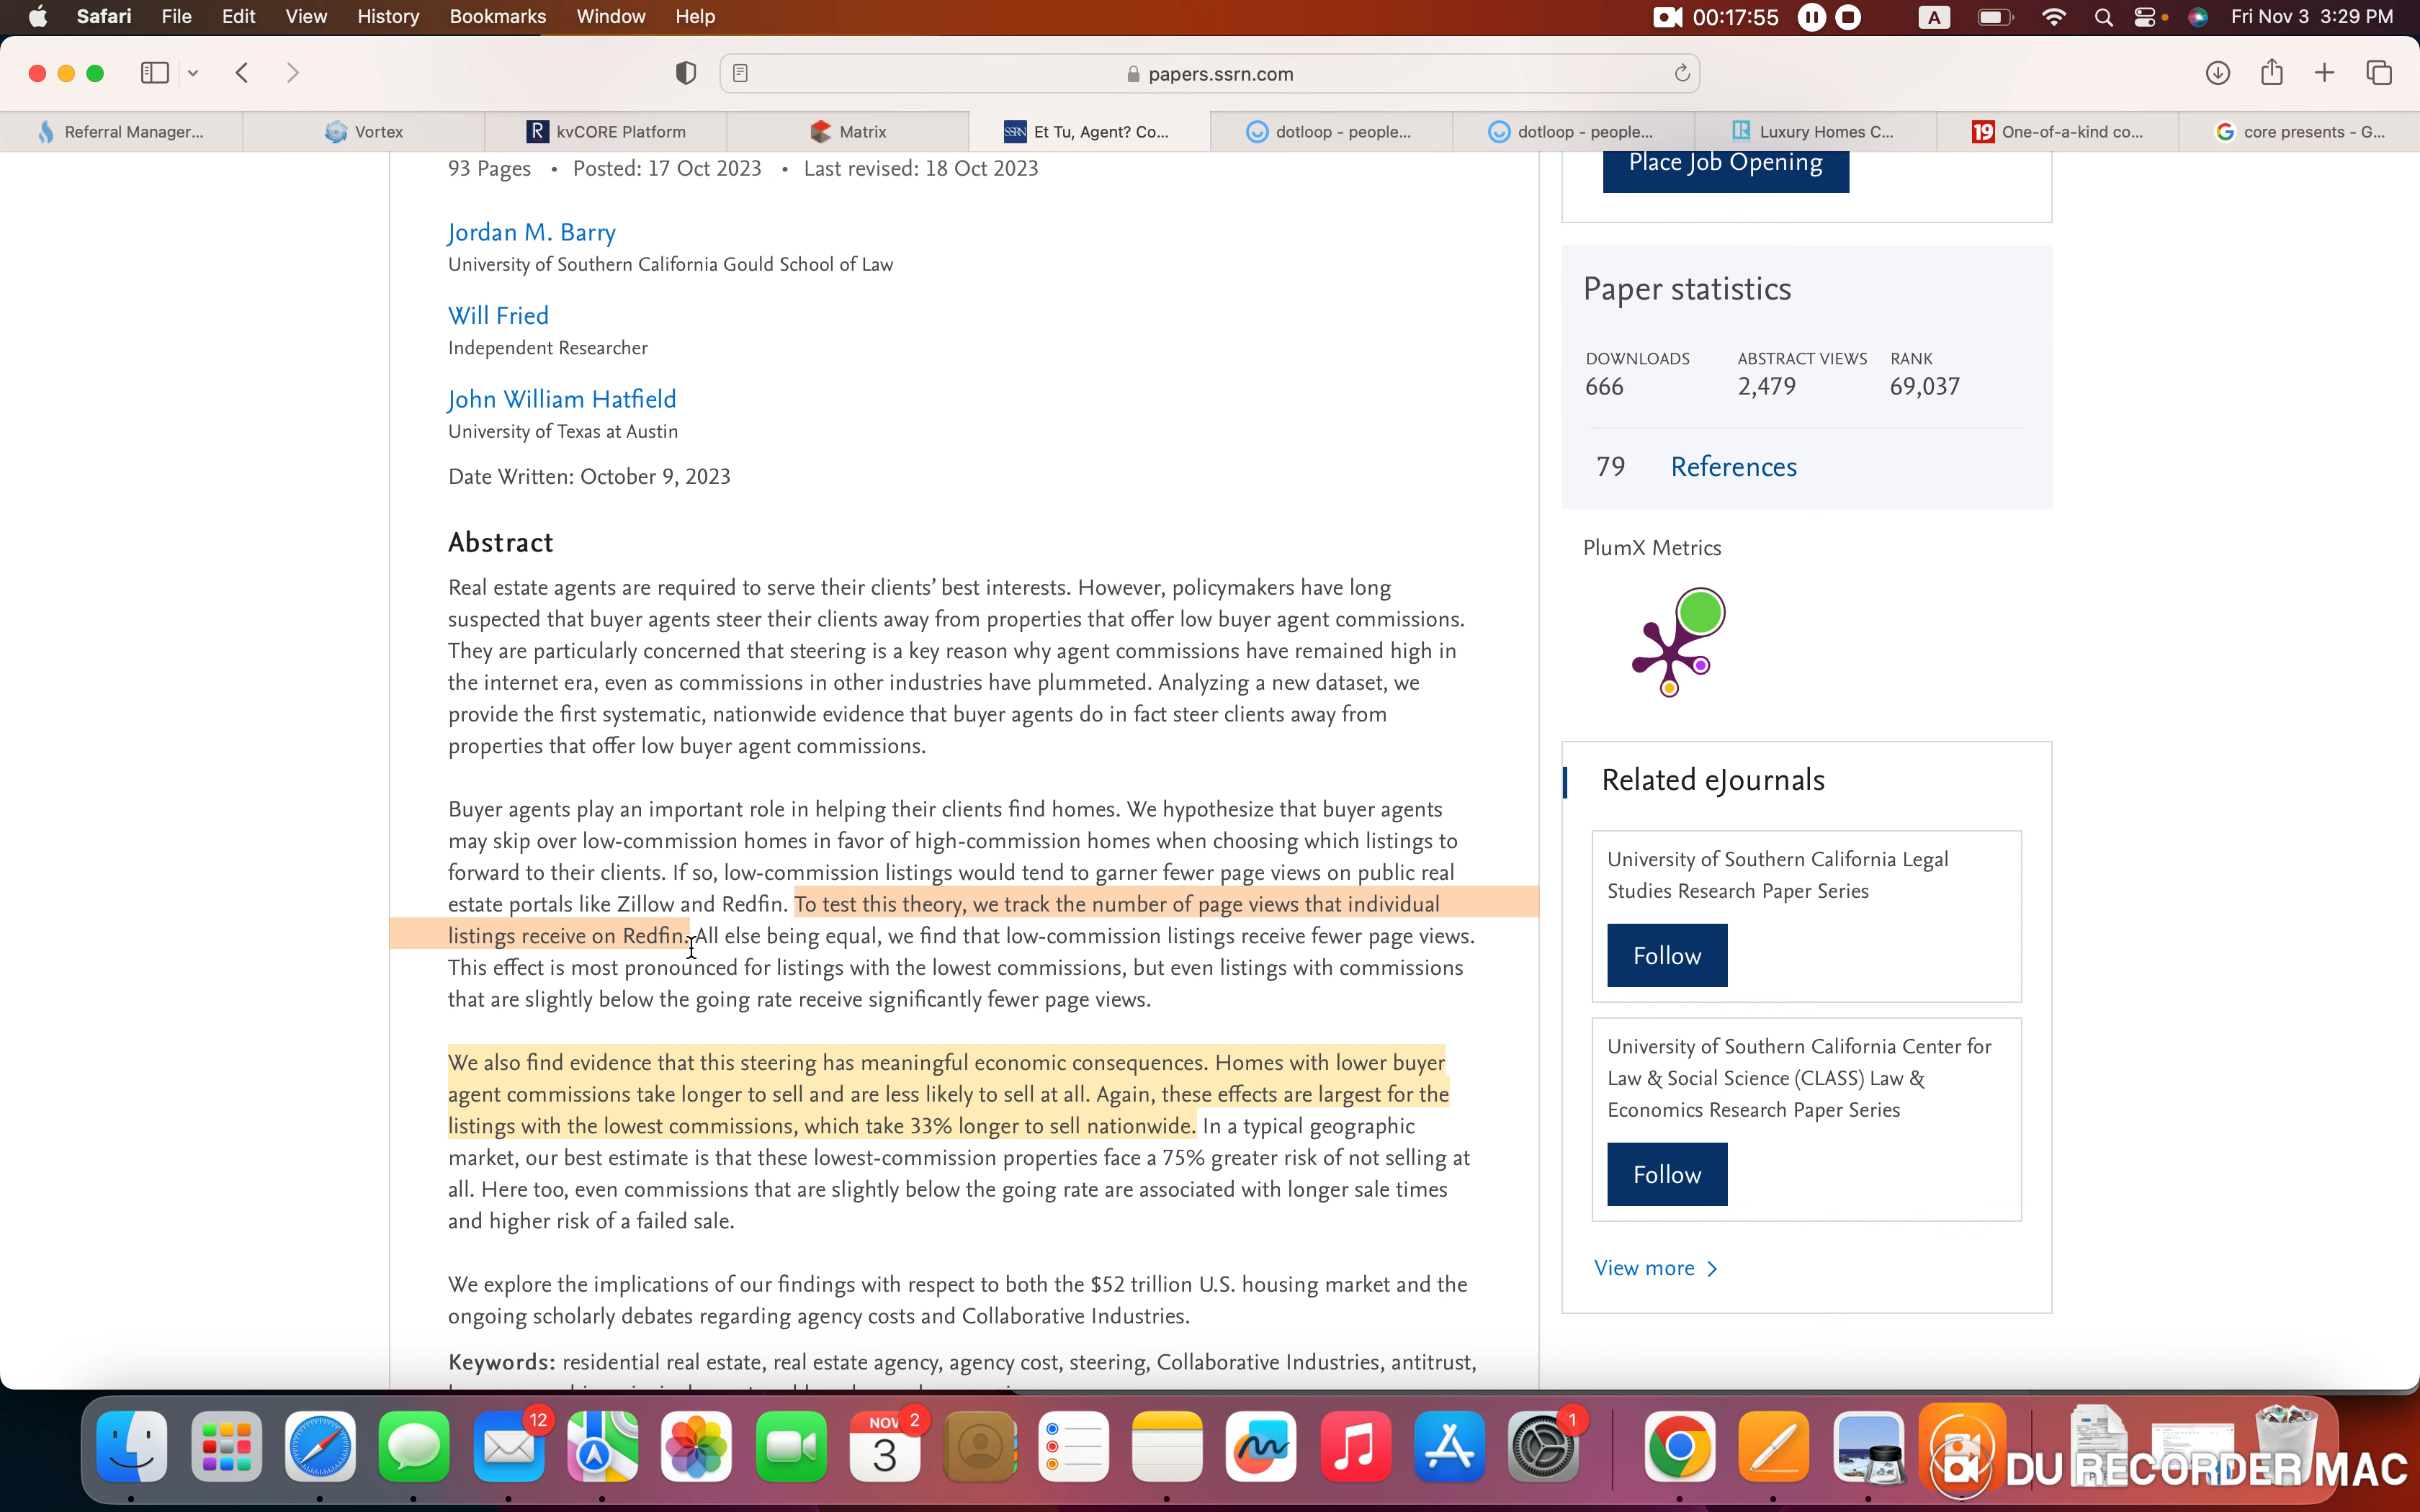 Safari File Edit View History Bookmarks Window Help 00:17:55 A Fri Nov 3 3:29 PM
papers.ssrn.com
Referral Manager... Vortex R kvCORE Platform Matrix SSRN Et Tu, Agent? Co... dotloop - people... dotloop - people... R Luxury Homes C... 19 One-of-a-kind co... G core presents - G...
93 Pages • Posted: 17 Oct 2023 • Last revised: 18 Oct 2023
Jordan M. Barry
University of Southern California Gould School of Law
Will Fried
Independent Researcher
John William Hatfield
University of Texas at Austin
Date Written: October 9, 2023
Abstract
Real estate agents are required to serve their clients’ best interests. However, policymakers have long
suspected that buyer agents steer their clients away from properties that offer low buyer agent commissions.
They are particularly concerned that steering is a key reason why agent commissions have remained high in
the internet era, even as commissions in other industries have plummeted. Analyzing a new dataset, we
provide the first systematic, nationwide evidence that buyer agents do in fact steer clients away from
properties that offer low buyer agent commissions.
Buyer agents play an important role in helping their clients find homes. We hypothesize that buyer agents
may skip over low-commission homes in favor of high-commission homes when choosing which listings to
forward to their clients. If so, low-commission listings would tend to garner fewer page views on public real
estate portals like Zillow and Redfin. To test this theory, we track the number of page views that individual
listings receive on Redfin. All else being equal, we find that low-commission listings receive fewer page views.
This effect is most pronounced for listings with the lowest commissions, but even listings with commissions
that are slightly below the going rate receive significantly fewer page views.
We also find evidence that this steering has meaningful economic consequences. Homes with lower buyer
agent commissions take longer to sell and are less likely to sell at all. Again, these effects are largest for the
listings with the lowest commissions, which take 33% longer to sell nationwide. In a typical geographic
market, our best estimate is that these lowest-commission properties face a 75% greater risk of not selling at
all. Here too, even commissions that are slightly below the going rate are associated with longer sale times
and higher risk of a failed sale.
We explore the implications of our findings with respect to both the $52 trillion U.S. housing market and the
ongoing scholarly debates regarding agency costs and Collaborative Industries.
Keywords: residential real estate, real estate agency, agency cost, steering, Collaborative Industries, antitrust,
Place Job Opening
Paper statistics
DOWNLOADS ABSTRACT VIEWS RANK
666 2,479 69,037
79 References
PlumX Metrics
Related eJournals
University of Southern California Legal
Studies Research Paper Series
Follow
University of Southern California Center for
Law & Social Science (CLASS) Law &
Economics Research Paper Series
Follow
View more
12 NOV 2 1
3
DU RECORDER MAC